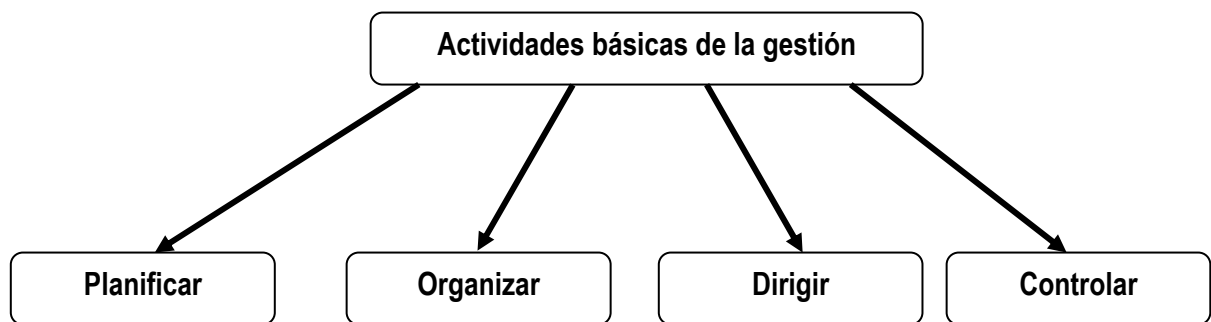 Actividades básicas de la gestión
Planificar
Organizar
Dirigir
Controlar